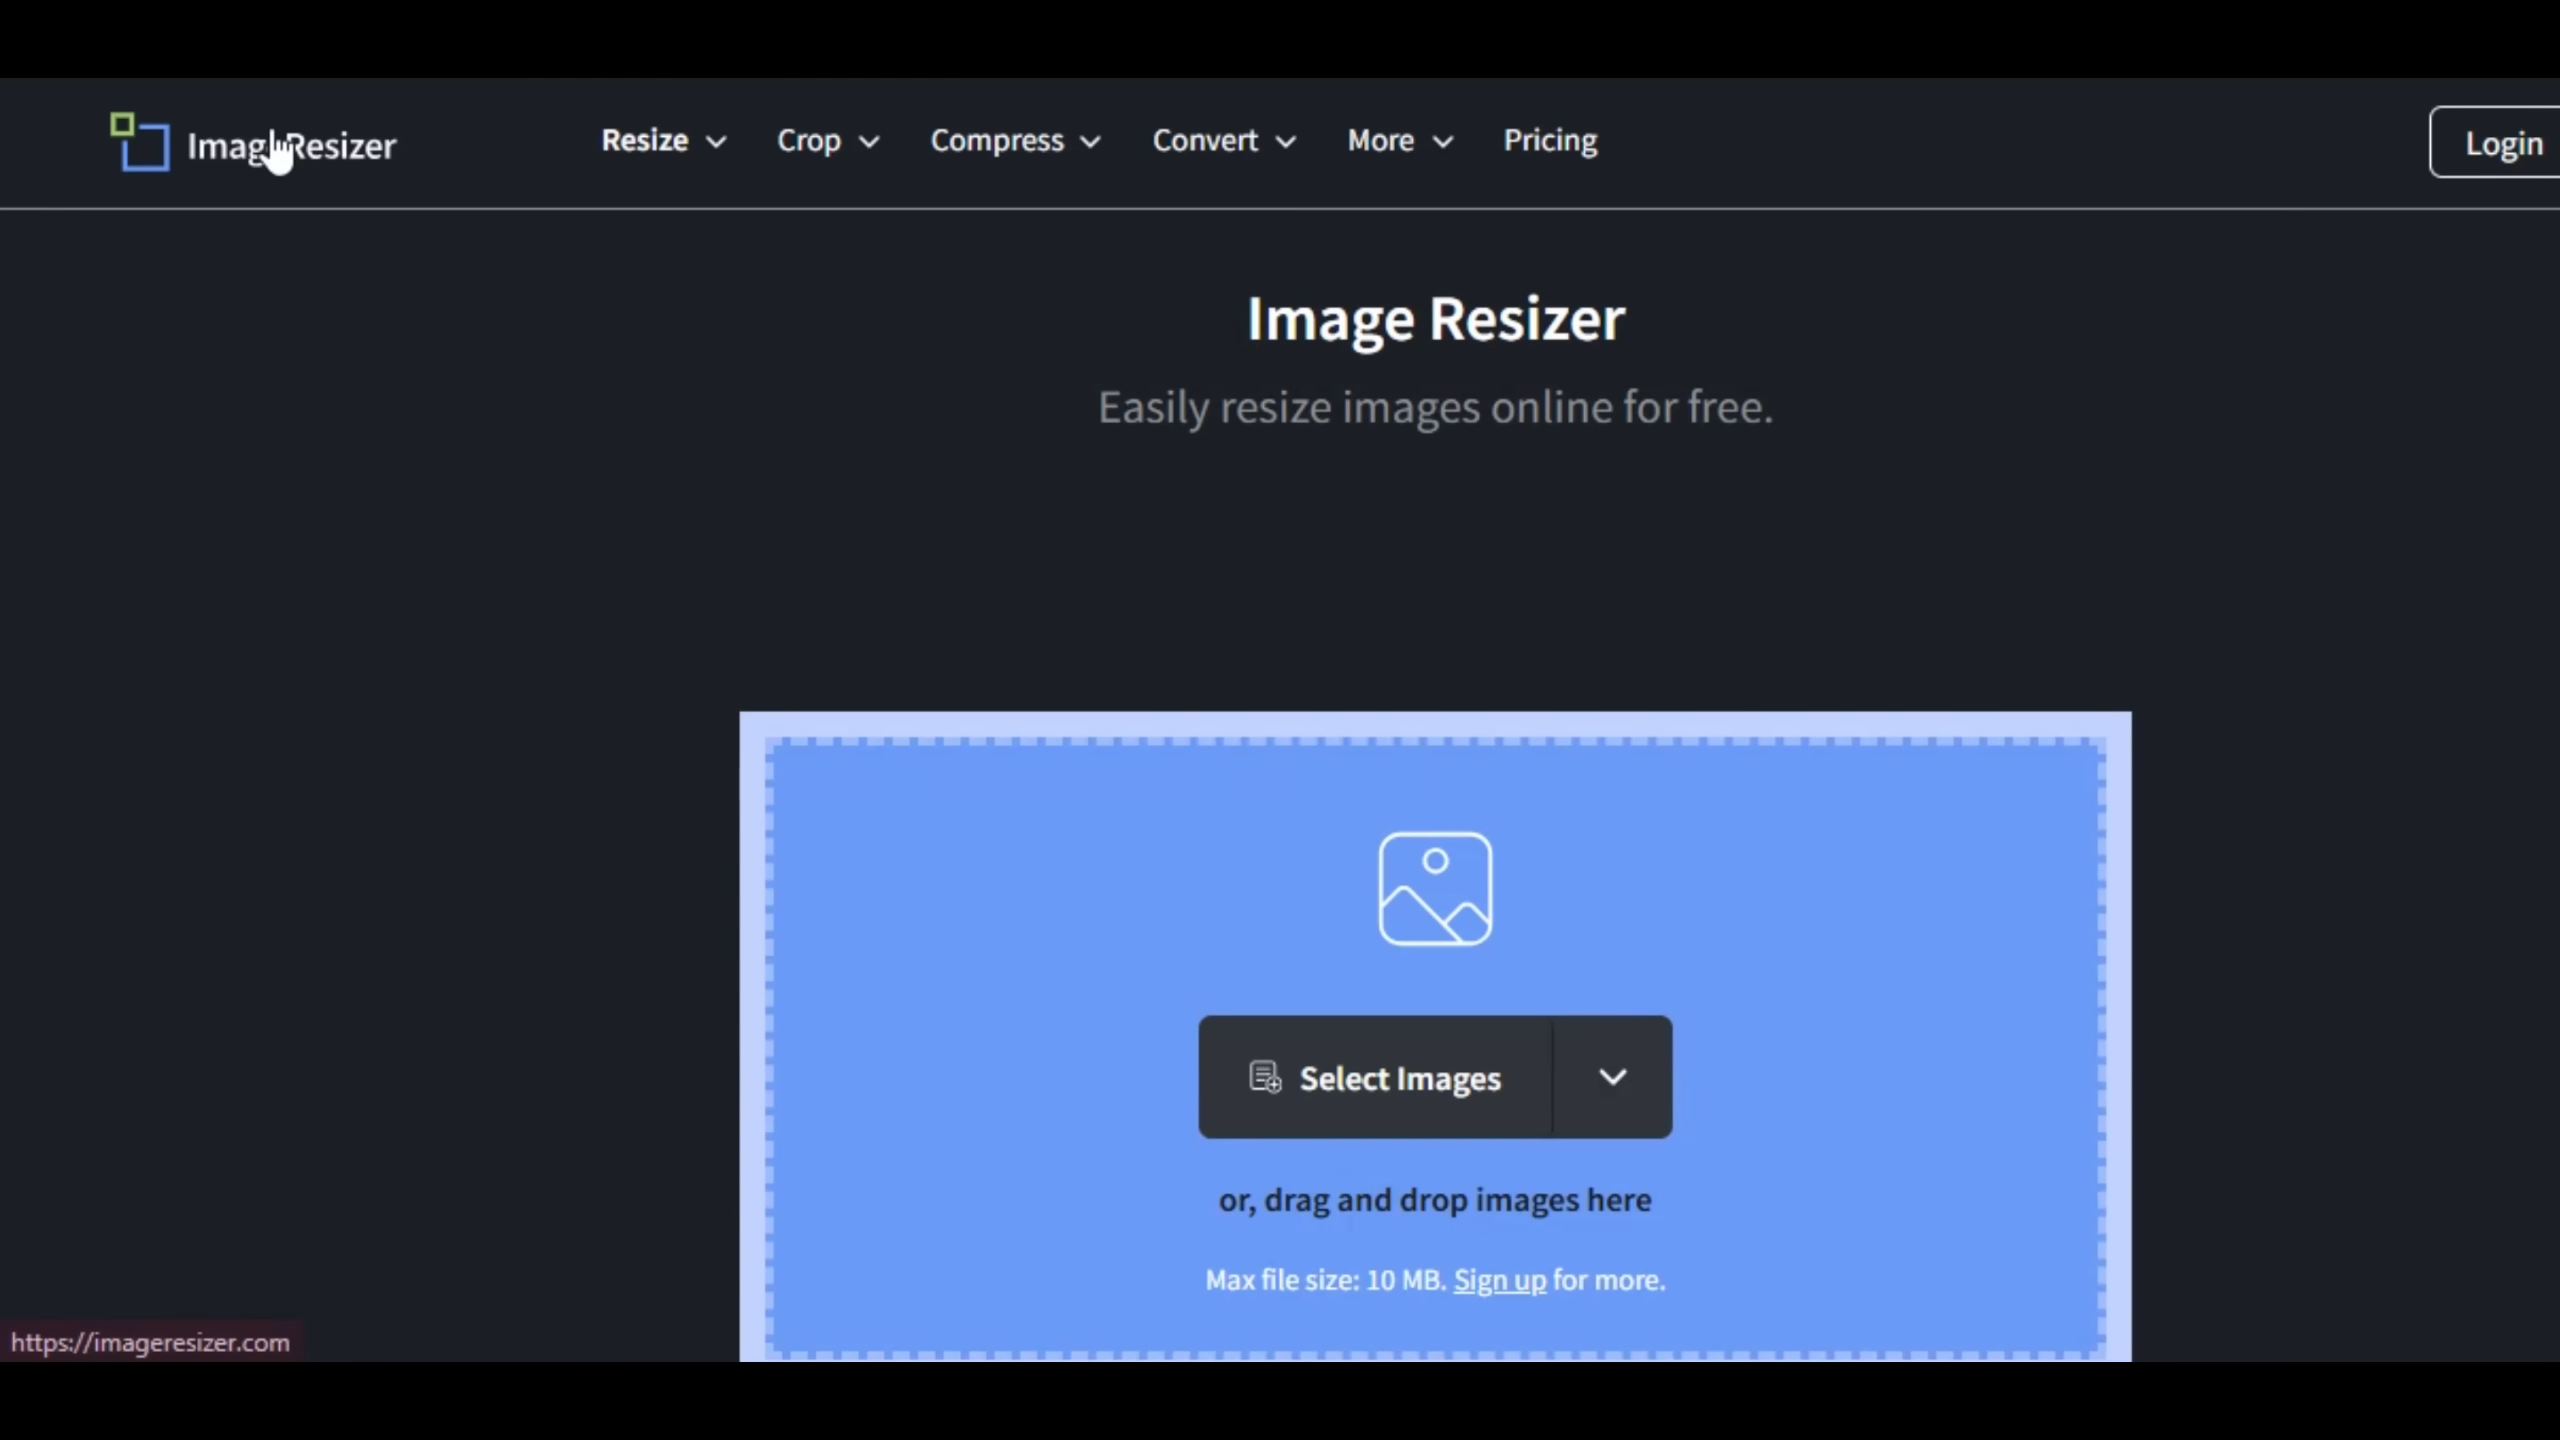 ImageResizer
Resize
Crop
Compress
Convert
More
Pricing
Login
Image Resizer
Easily resize images online for free.
Select Images
or, drag and drop images here
Max file size: 10 MB. Sign up for more.
https://imageresizer.com